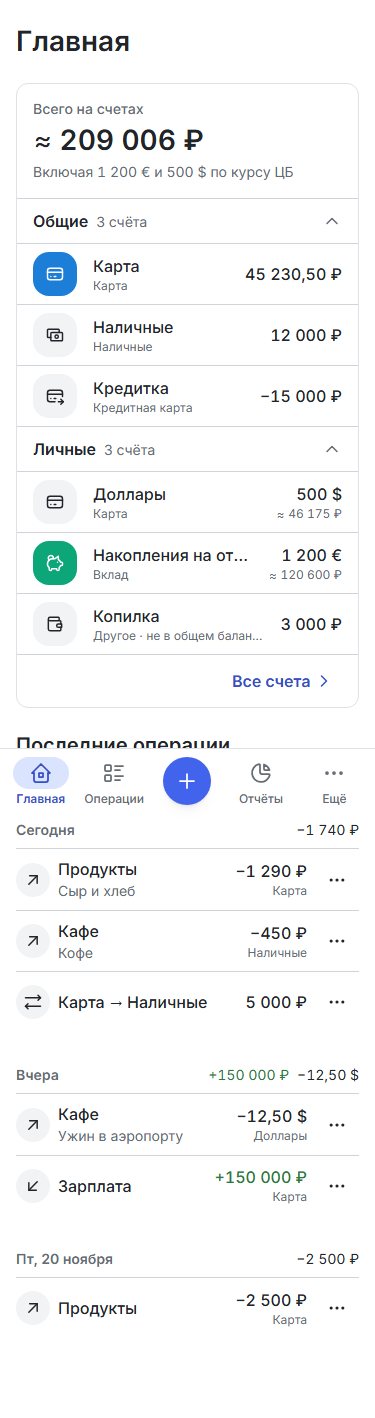 Главная
Всего на счетах
≈ 209 006 ₽
Включая 1 200 € и 500 $ по курсу ЦБ
Общие 3 счёта
Карта
45 230,50 ₽
Карта
Наличные
12 000 ₽
Наличные
Кредитка
−15 000 ₽
Кредитная карта
Личные 3 счёта
Доллары
500 $
Карта
≈ 46 175 ₽
Накопления на от...
1 200 €
Вклад
≈ 120 600 ₽
Копилка
3 000 ₽
Другое · не в общем балан...
Все счета
Последние операции
Главная
Операции
Отчёты
Ещё
Сегодня
−1 740 ₽
Продукты
−1 290 ₽
Сыр и хлеб
Карта
Кафе
−450 ₽
Кофе
Наличные
Карта → Наличные
5 000 ₽
Вчера
+150 000 ₽ −12,50 $
Кафе
−12,50 $
Ужин в аэропорту
Доллары
Зарплата
+150 000 ₽
Карта
Пт, 20 ноября
−2 500 ₽
Продукты
−2 500 ₽
Карта